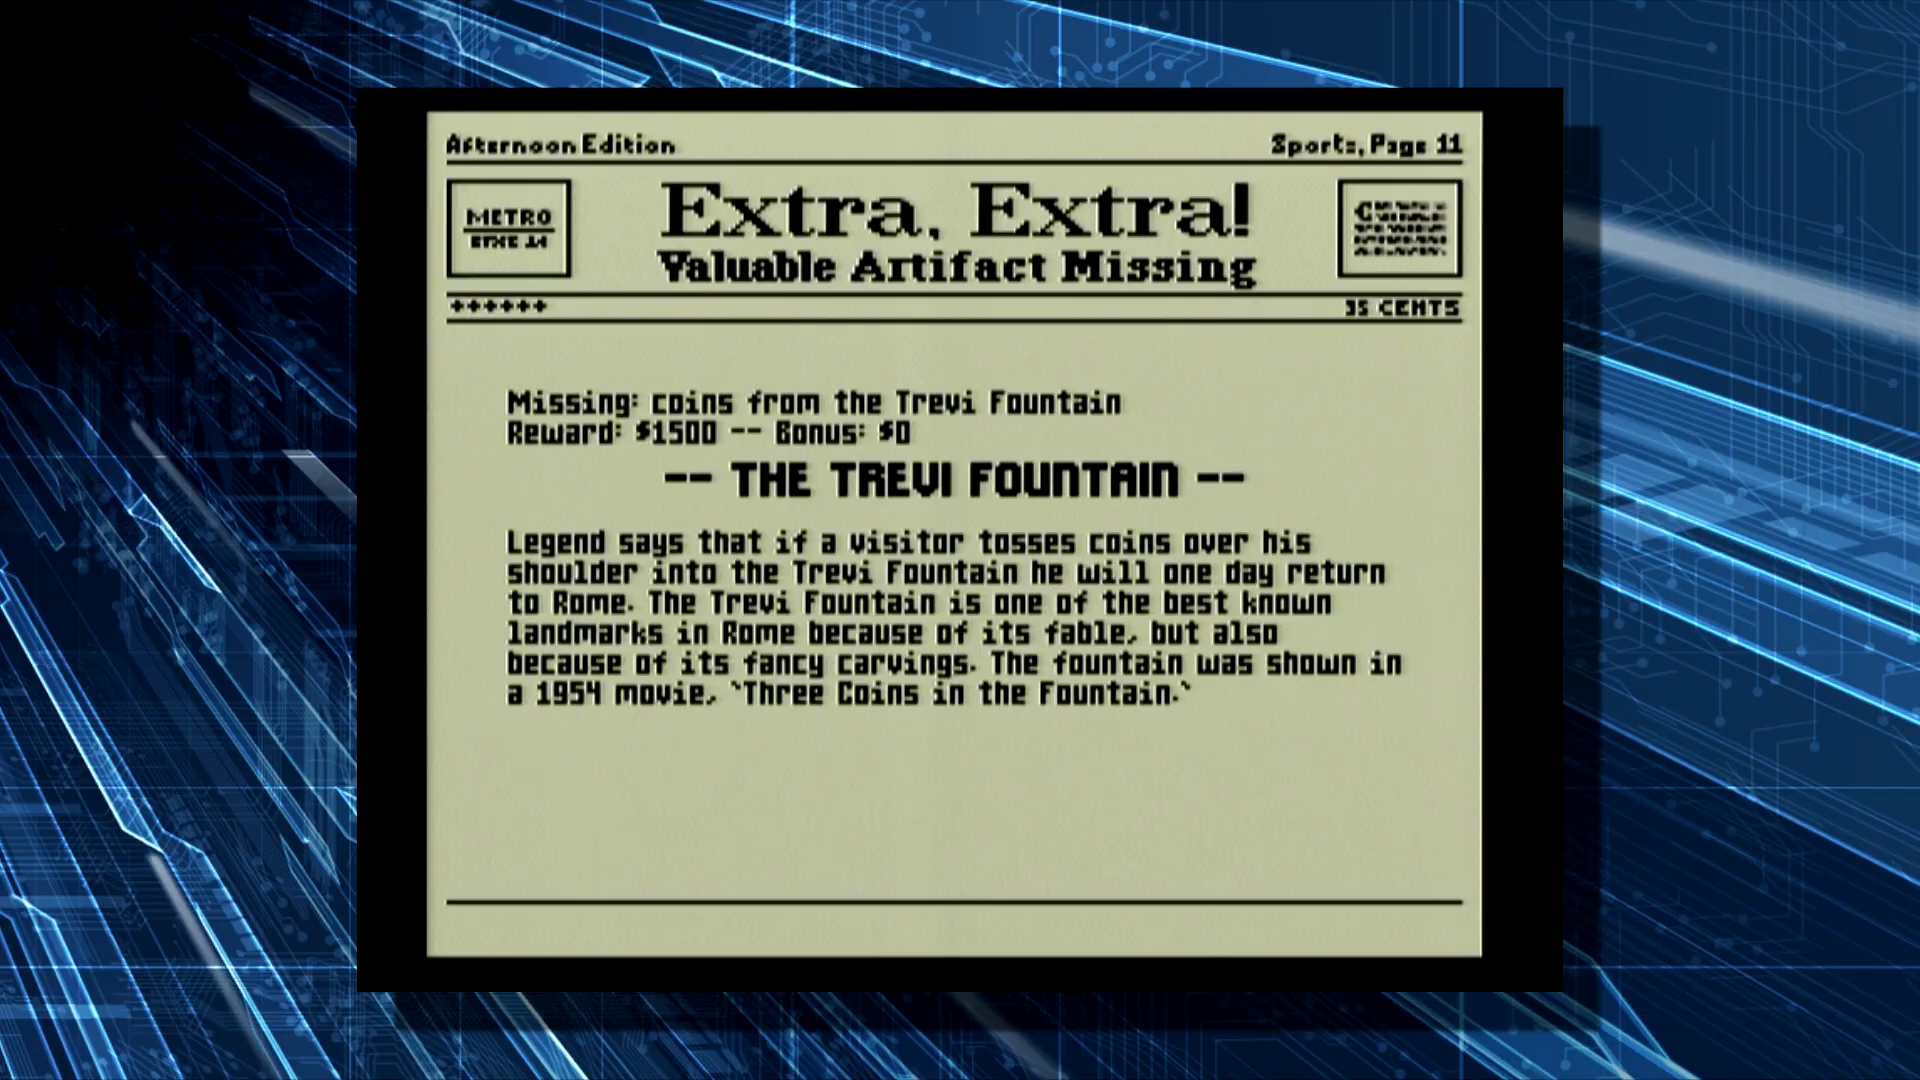 Afternoon Edition
Sports, Page 11
METRO
Extra, Extra!
Valuable Artifact Missing
++++++
35 CENTS
Missing: coins from the Trevi Fountain
Reward: $1500 -- Bonus: $0
-- THE TREVI FOUNTAIN --
Legend says that if a visitor tosses coins over his
shoulder into the Trevi Fountain he will one day return
to Rome. The Trevi Fountain is one of the best known
landmarks in Rome because of its fable, but also
because of its fancy carvings. The fountain was shown in
a 1954 movie, `Three Coins in the Fountain.`